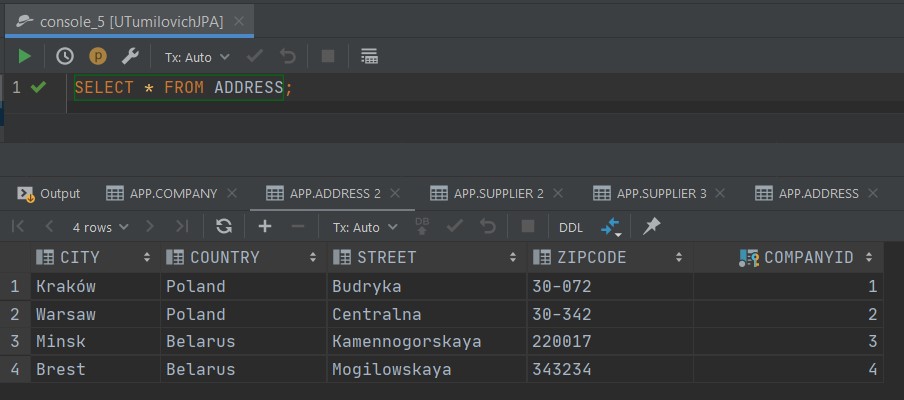 console_5 [UTumilovichJPA]
Tx: Auto
1 SELECT * FROM ADDRESS;
Output APP.COMPANY APP.ADDRESS 2 APP.SUPPLIER 2 APP.SUPPLIER 3 APP.ADDRESS
4 rows Tx: Auto DB DDL
CITY COUNTRY STREET ZIPCODE COMPANYID
1 Kraków Poland Budryka 30-072 1
2 Warsaw Poland Centralna 30-342 2
3 Minsk Belarus Kamennogorskaya 220017 3
4 Brest Belarus Mogilowskaya 343234 4